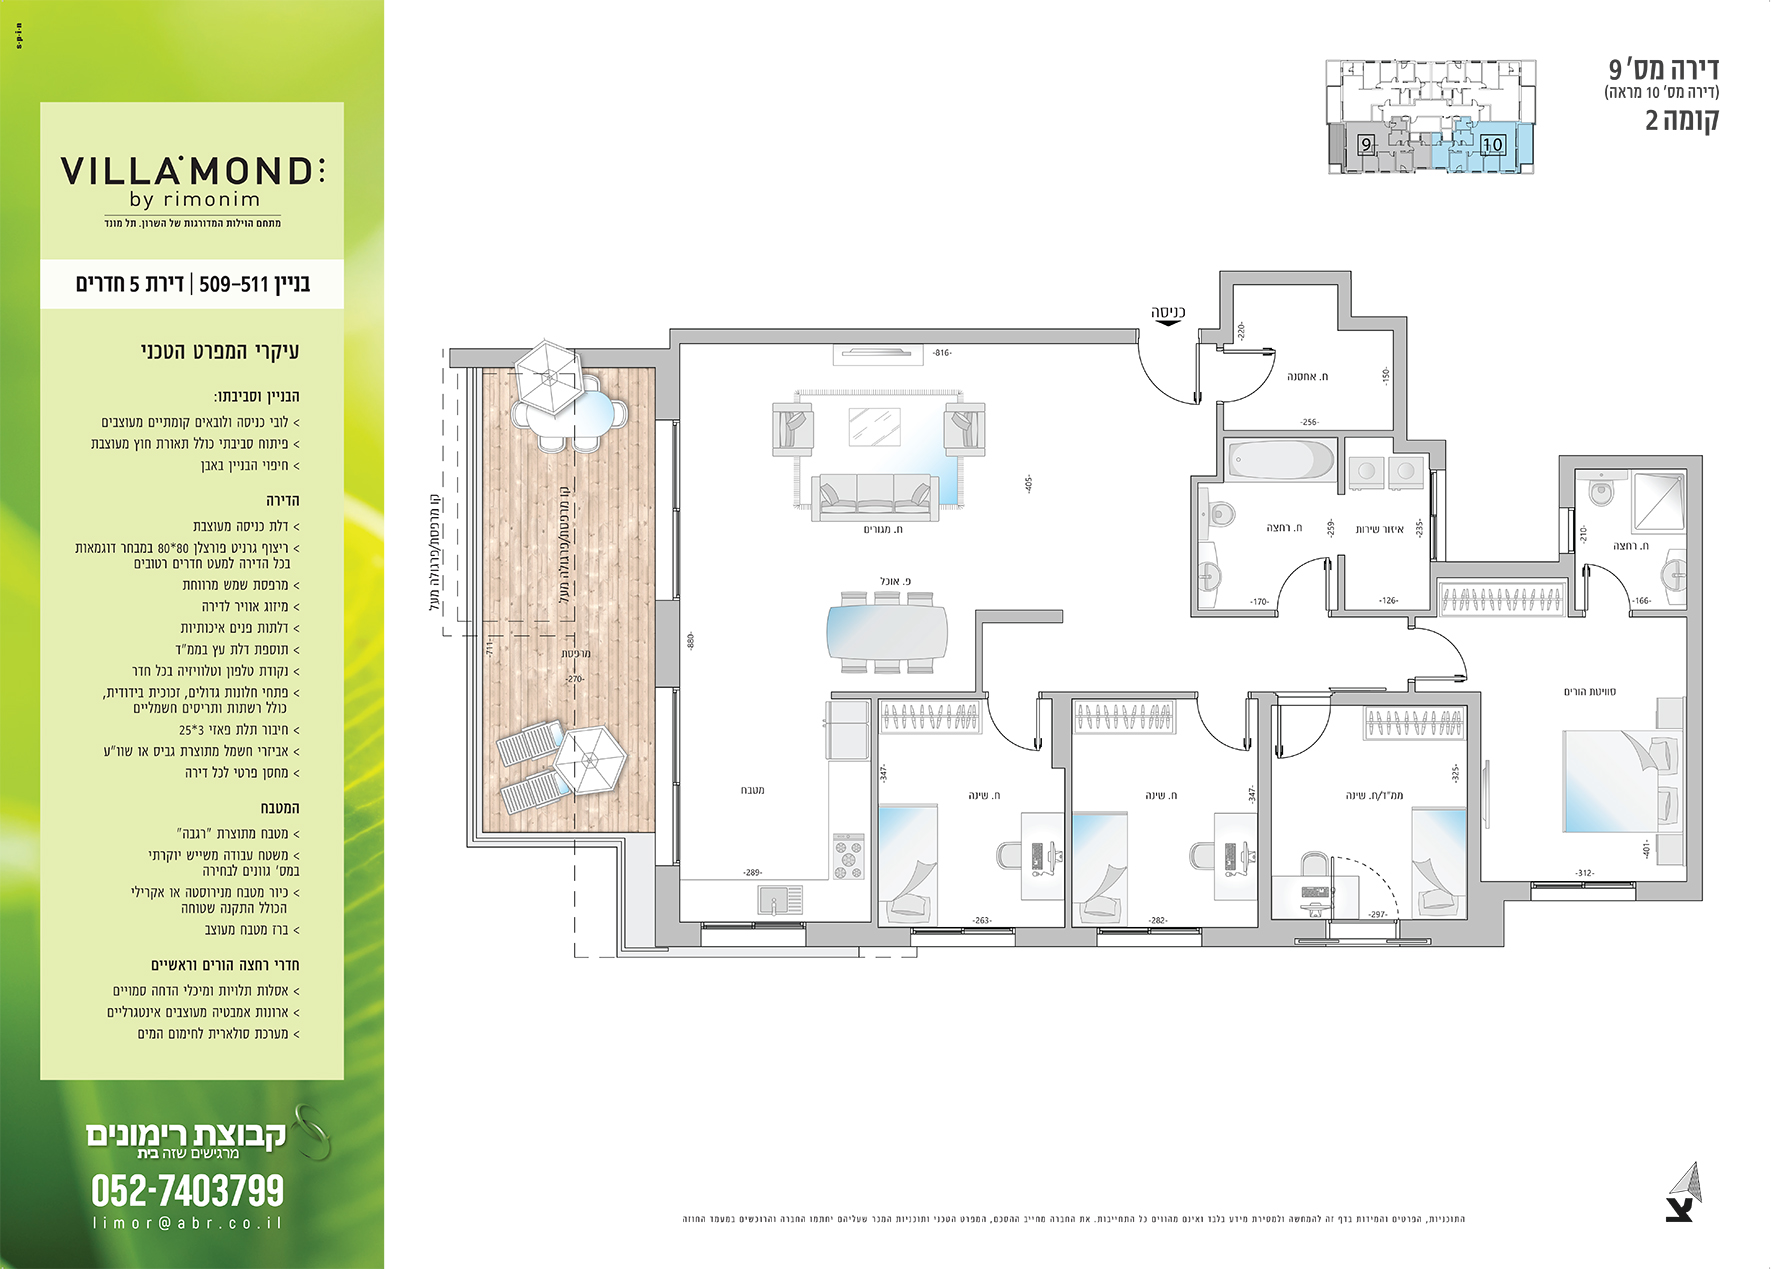 s·p·i·n
VILLA'MOND:
by rimonim
מתחם הוילות המדורגות של השרון. תל מונד
בניין 509-511 | דירת 5 חדרים
עיקרי המפרט הטכני
הבניין וסביבתו:
> לובי כניסה ולובאים קומתיים מעוצבים
> פיתוח סביבתי כולל תאורת חוץ מעוצבת
> חיפוי הבניין באבן
הדירה
> דלת כניסה מעוצבת
> ריצוף גרניט פורצלן 80*80 במבחר דוגמאות
בכל הדירה למעט חדרים רטובים
> מרפסת שמש מרווחת
> מיזוג אוויר לדירה
> דלתות פנים איכותיות
> תוספת דלת עץ בממ"ד
> נקודת טלפון וטלוויזיה בכל חדר
> פתחי חלונות גדולים, זכוכית בידודית,
כולל רשתות ותריסים חשמליים
> חיבור תלת פאזי 3*25
> אביזרי חשמל מתוצרת גביס או שוו"ע
> מחסן פרטי לכל דירה
המטבח
> מטבח מתוצרת "רגבה"
> משטח עבודה משייש יוקרתי
במס' גוונים לבחירה
> כיור מטבח מנירוסטה או אקרילי
הכולל התקנה שטוחה
> ברז מטבח מעוצב
חדרי רחצה הורים וראשיים
> אסלות תלויות ומיכלי הדחה סמויים
> ארונות אמבטיה מעוצבים אינטגרליים
> מערכת סולארית לחימום המים
קבוצת רימונים
מרגישים שזה בית
052-7403799
limor@abr.co.il
דירה מס' 9
(דירה מס' 10 מראה)
קומה 2
9
10
כניסה
-220-
ח. אחסנה
-150-
-256-
-816-
-405-
ח. מגורים
פ. אוכל
-880-
קו מרפסת/פרגולה מעל
קו מרפסת/פרגולה מעל
-711-
מרפסת
-270-
ח. רחצה
-259-
-170-
איזור שירות
-235-
-126-
-210-
ח. רחצה
-166-
סוויטת הורים
-401-
-312-
מטבח
-289-
-347-
ח. שינה
-263-
ח. שינה
-347-
-282-
ממ"ד/ח. שינה
-325-
-297-
צ
התוכניות, הפרטים והמידות בדף זה להמחשה ולמסירת מידע בלבד ואינם מהווים כל התחייבות. את החברה מחייב ההסכם, המפרט הטכני ותוכניות המכר שעליהם יחתמו החברה והרוכשים במעמד החוזה